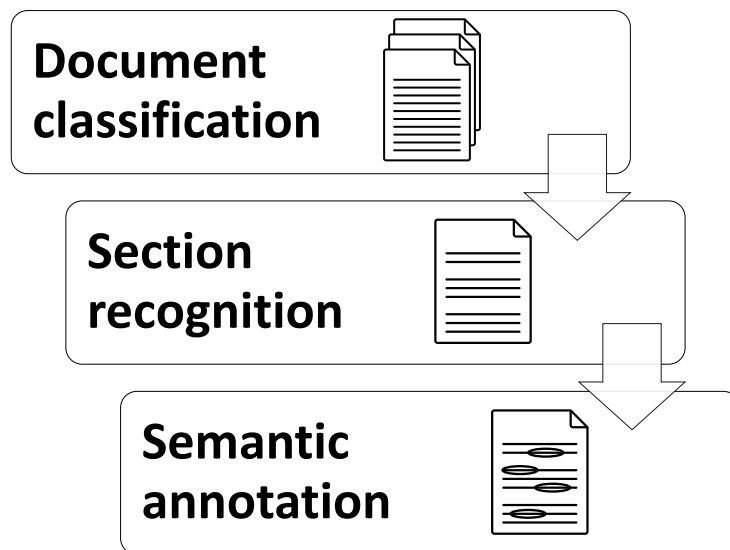 Document
classification
Section
recognition
Semantic
annotation